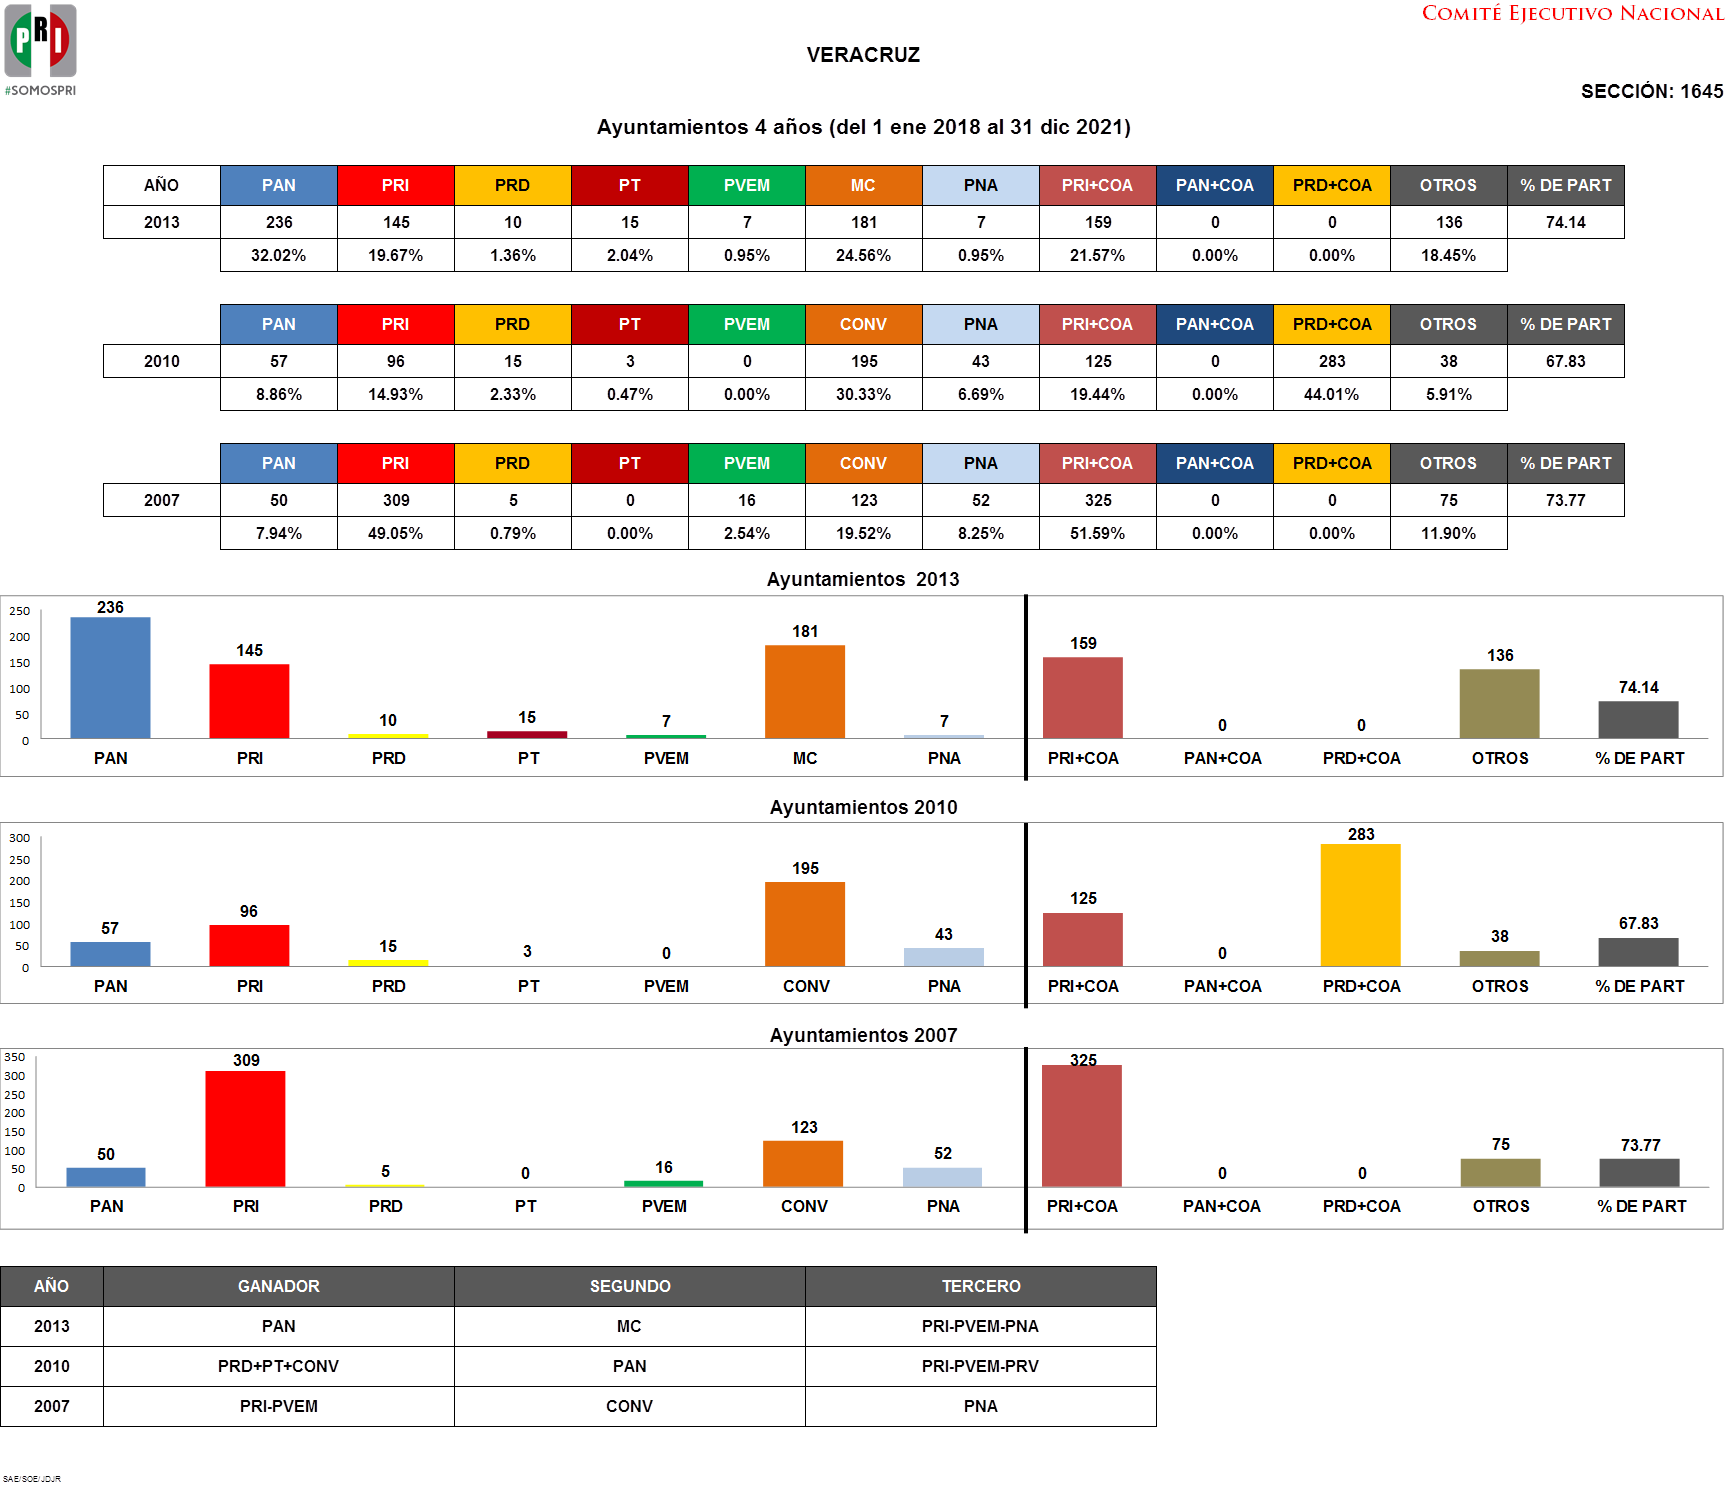 COMITÉ EJECUTIVO NACIONAL
PRI
#SOMOSPRI
VERACRUZ
SECCIÓN: 1645
Ayuntamientos 4 años (del 1 ene 2018 al 31 dic 2021)
AÑO PAN PRI PRD PT PVEM MC PNA PRI+COA PAN+COA PRD+COA OTROS % DE PART
2013 236 145 10 15 7 181 7 159 0 0 136 74.14
32.02% 19.67% 1.36% 2.04% 0.95% 24.56% 0.95% 21.57% 0.00% 0.00% 18.45%
PAN PRI PRD PT PVEM CONV PNA PRI+COA PAN+COA PRD+COA OTROS % DE PART
2010 57 96 15 3 0 195 43 125 0 283 38 67.83
8.86% 14.93% 2.33% 0.47% 0.00% 30.33% 6.69% 19.44% 0.00% 44.01% 5.91%
PAN PRI PRD PT PVEM CONV PNA PRI+COA PAN+COA PRD+COA OTROS % DE PART
2007 50 309 5 0 16 123 52 325 0 0 75 73.77
7.94% 49.05% 0.79% 0.00% 2.54% 19.52% 8.25% 51.59% 0.00% 0.00% 11.90%
Ayuntamientos 2013
250
200
150
100
50
0
236 145 10 15 7 181 7 159 0 0 136 74.14
PAN PRI PRD PT PVEM MC PNA PRI+COA PAN+COA PRD+COA OTROS % DE PART
Ayuntamientos 2010
300
250
200
150
100
50
0
57 96 15 3 0 195 43 125 0 283 38 67.83
PAN PRI PRD PT PVEM CONV PNA PRI+COA PAN+COA PRD+COA OTROS % DE PART
Ayuntamientos 2007
350
300
250
200
150
100
50
0
50 309 5 0 16 123 52 325 0 0 75 73.77
PAN PRI PRD PT PVEM CONV PNA PRI+COA PAN+COA PRD+COA OTROS % DE PART
AÑO GANADOR SEGUNDO TERCERO
2013 PAN MC PRI-PVEM-PNA
2010 PRD+PT+CONV PAN PRI-PVEM-PRV
2007 PRI-PVEM CONV PNA
SAE/SOE/JDJR